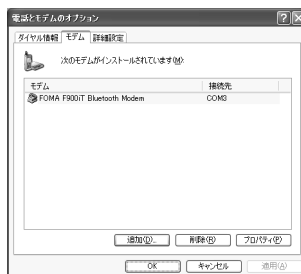 電話とモデムのオプション
ダイヤル情報 モデム 詳細設定
次のモデムがインストールされています(M):
モデム 接続先
FOMA F900iT Bluetooth Modem COM3
追加(D)... 削除(R) プロパティ(P)
OK キャンセル 適用(A)